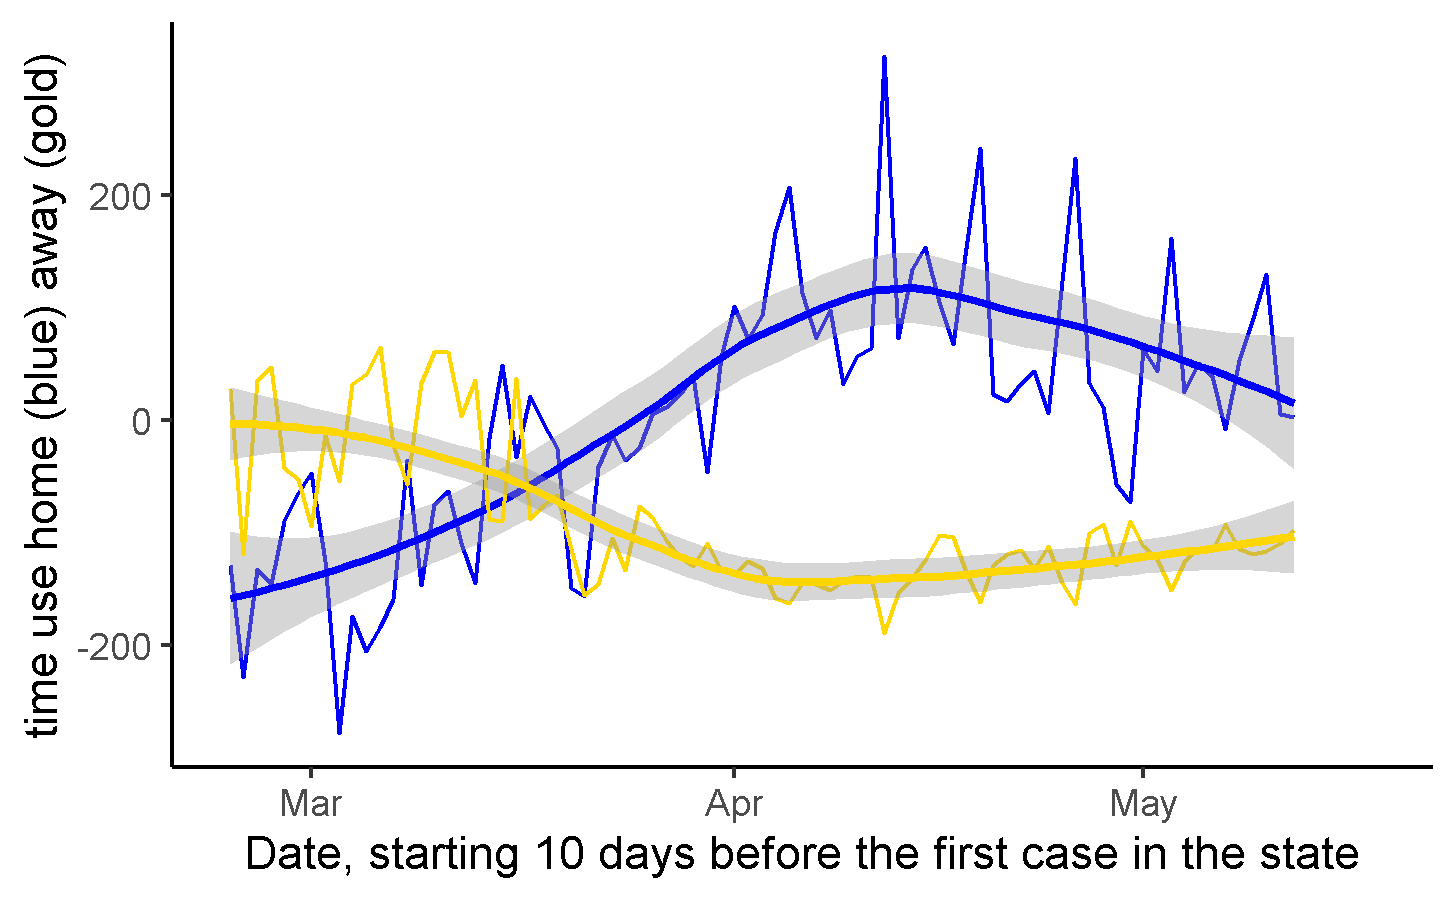 time use home (blue) away (gold)
200
0
-200
Mar
Apr
May
Date, starting 10 days before the first case in the state